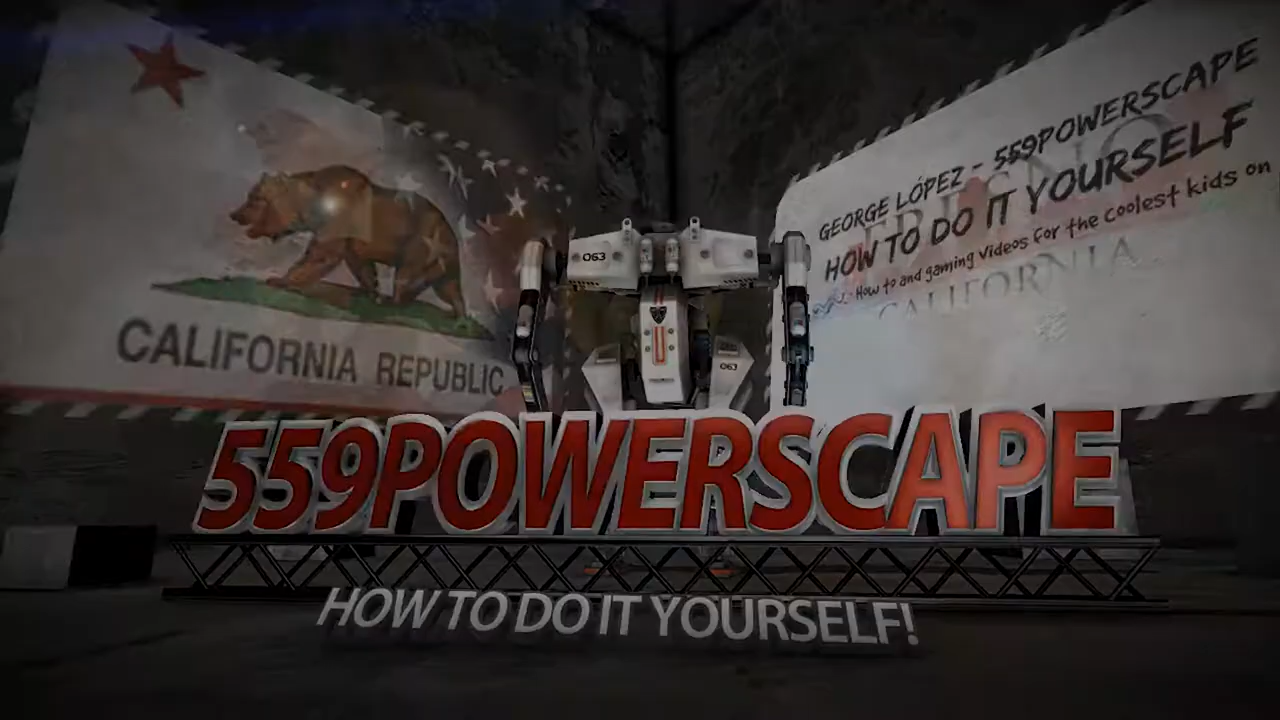 CALIFORNIA REPUBLIC
GEORGE LÓPEZ - 559POWERSCAPE
HOW TO DO IT YOURSELF
How to and gaming Videos for the coolest kids on
FRESNO
CALIFORNIA
063
063
559POWERSCAPE
HOW TO DO IT YOURSELF!